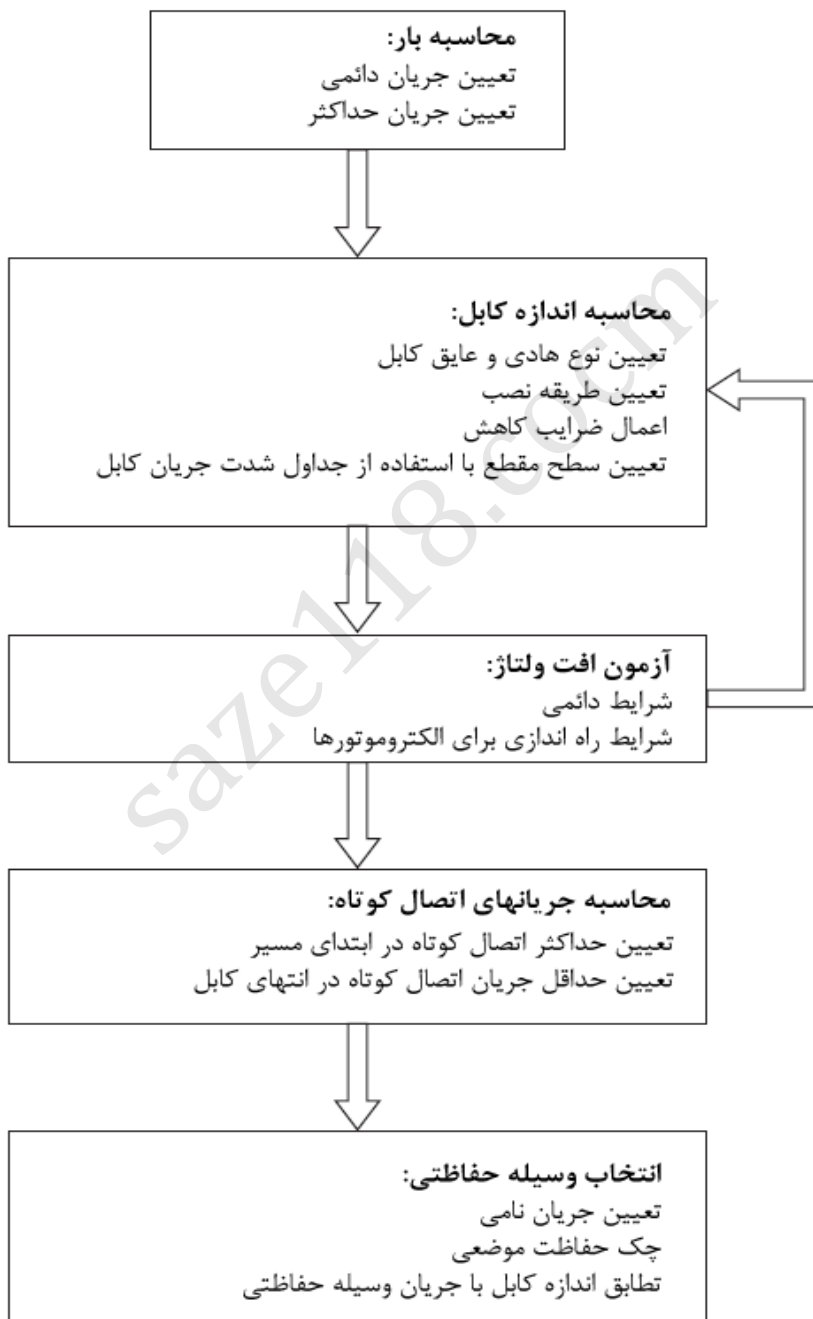 محاسبه بار:
تعیین جریان دائمی
تعیین جریان حداکثر
محاسبه اندازه کابل:
تعیین نوع هادی و عایق کابل
تعیین طریقه نصب
اعمال ضرایب کاهش
تعیین سطح مقطع با استفاده از جداول شدت جریان کابل
آزمون افت ولتاژ:
شرایط دائمی
شرایط راه اندازی برای الکتروموتورها
محاسبه جریانهای اتصال کوتاه:
تعیین حداکثر اتصال کوتاه در ابتدای مسیر
تعیین حداقل جریان اتصال کوتاه در انتهای کابل
انتخاب وسیله حفاظتی:
تعیین جریان نامی
چک حفاظت موضعی
تطابق اندازه کابل با جریان وسیله حفاظتی
saze118.cocm